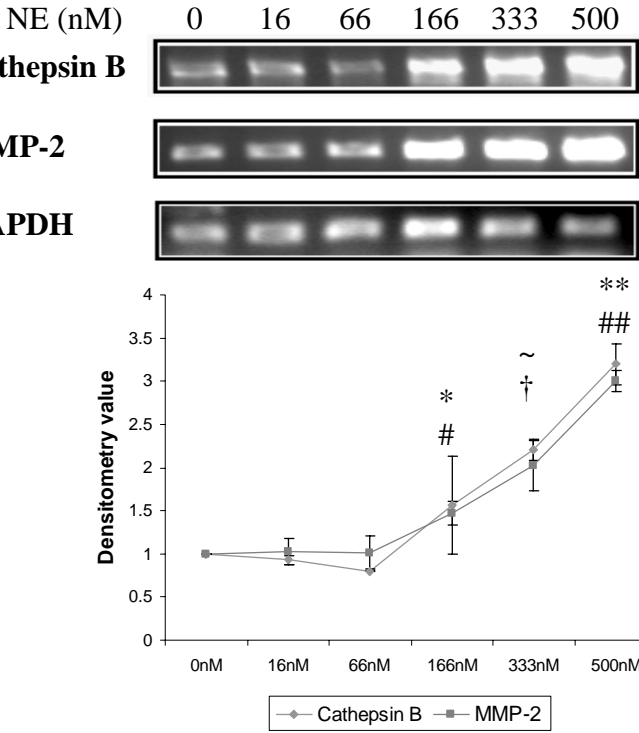 NE (nM) 0 16 66 166 333 500
thepsin B
MP-2
APDH
4
** 
##
3.5
~
†
3
*
#
2.5
2
1.5
1
0.5
0
Densitometry value
0nM 16nM 66nM 166nM 333nM 500nM
Cathepsin B MMP-2